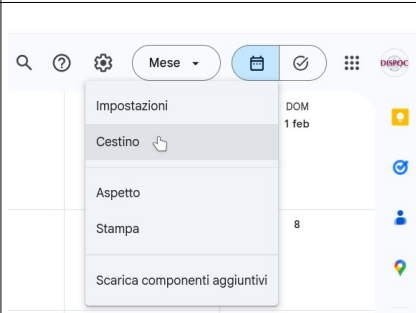 Mese
DISPOC
Impostazioni
DOM
1 feb
Cestino
Aspetto
Stampa
8
Scarica componenti aggiuntivi